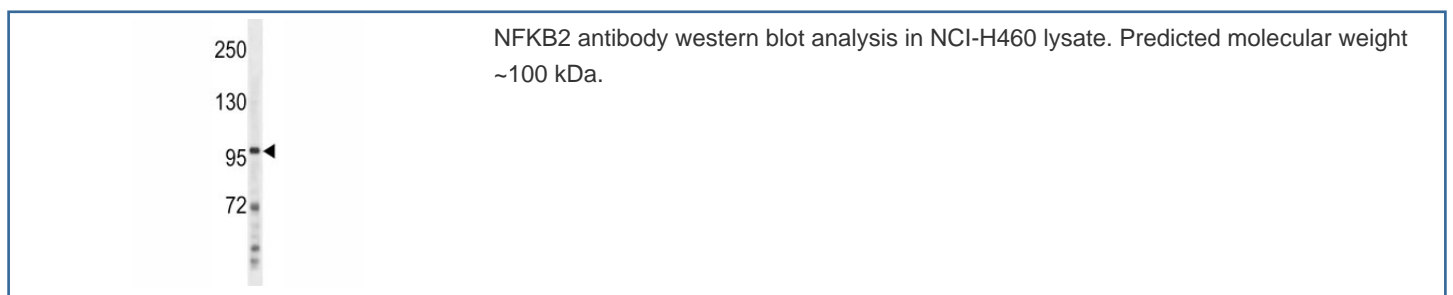 250
130
95
72
NFKB2 antibody western blot analysis in NCI-H460 lysate. Predicted molecular weight
~100 kDa.